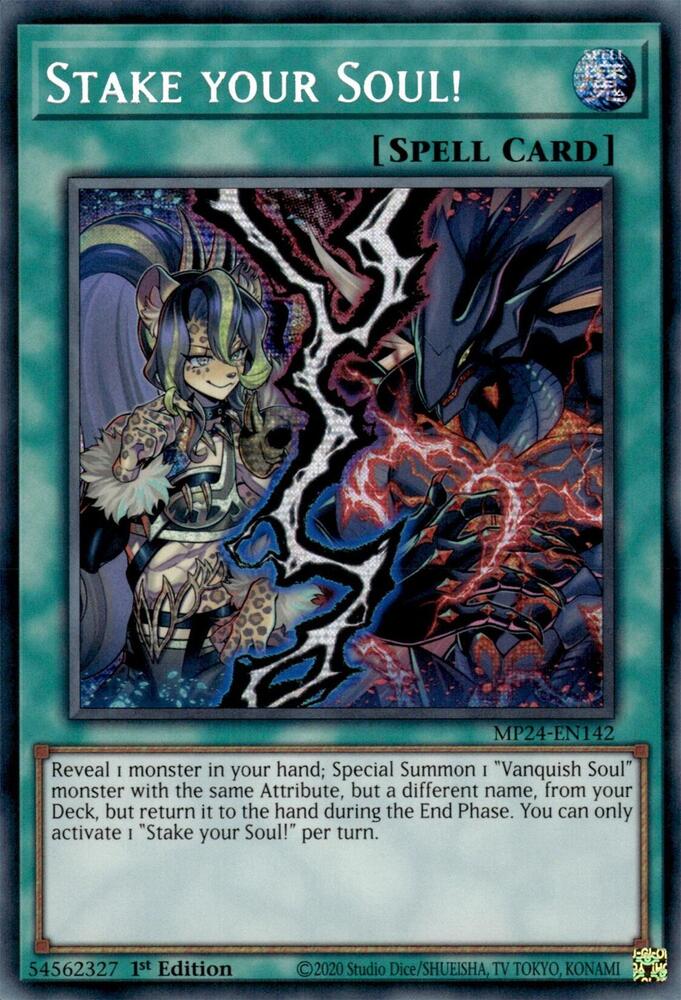 STAKE YOUR SOUL!
SPELL
魔
[SPELL CARD]
MP24-EN142
Reveal 1 monster in your hand; Special Summon 1 "Vanquish Soul"
monster with the same Attribute, but a different name, from your
Deck, but return it to the hand during the End Phase. You can only
activate 1 "Stake your Soul!" per turn.
54562327 1st Edition
©2020 Studio Dice/SHUEISHA, TV TOKYO, KONAMI